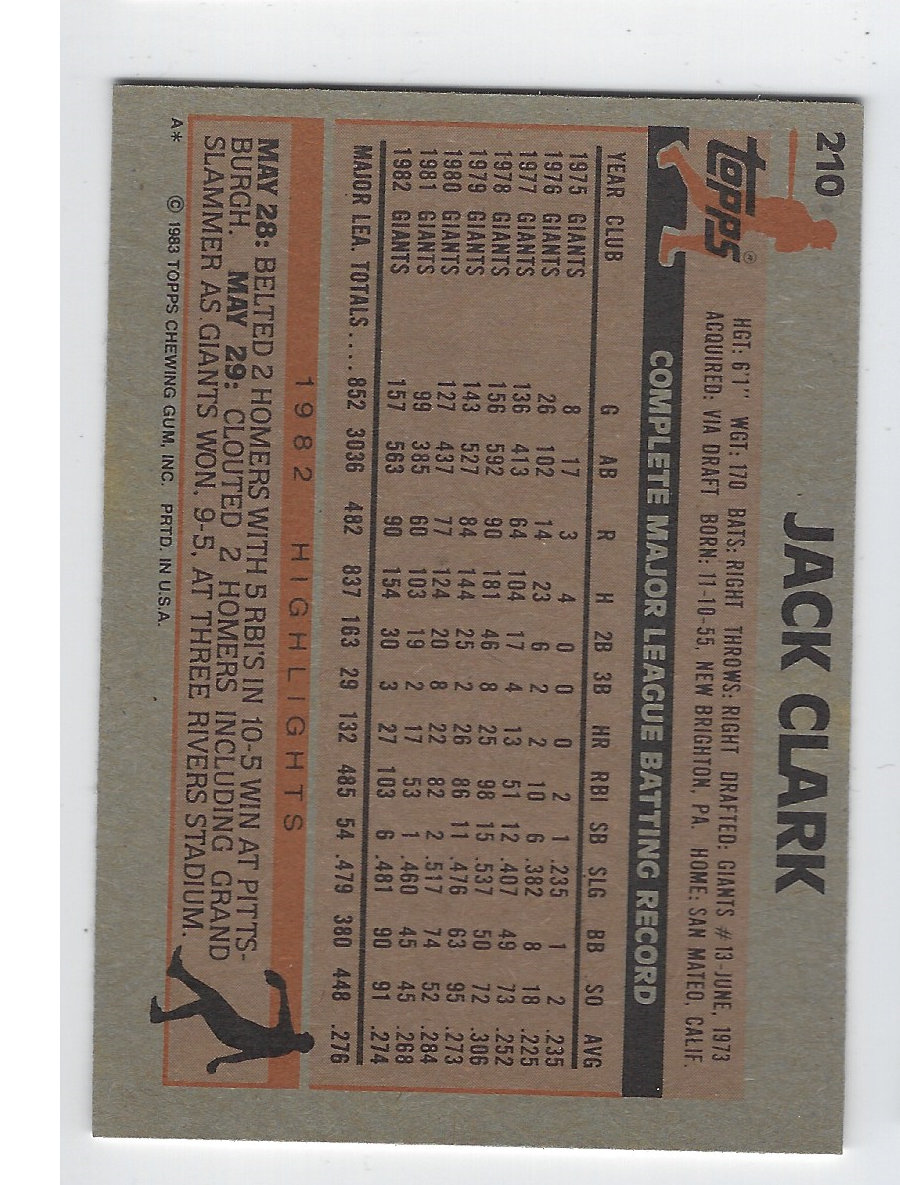 210
JACK CLARK
topps®
HGT: 6'1" WGT: 170 BATS: RIGHT THROWS: RIGHT DRAFTED: GIANTS #13-JUNE, 1973
ACQUIRED: VIA DRAFT BORN: 11-10-55, NEW BRIGHTON, PA. HOME: SAN MATEO, CALIF.
COMPLETE MAJOR LEAGUE BATTING RECORD
YEAR CLUB G AB R H 2B 3B HR RBI SB SLG BB SO AVG
1975 GIANTS 8 17 3 4 0 0 0 2 1 .235 1 2 .235
1976 GIANTS 26 102 14 23 6 2 2 10 6 .382 8 18 .225
1977 GIANTS 136 413 64 104 17 4 13 51 12 .407 49 73 .252
1978 GIANTS 156 592 90 181 46 8 25 98 15 .537 50 72 .306
1979 GIANTS 143 527 84 144 25 2 26 86 11 .476 63 95 .273
1980 GIANTS 127 437 77 124 20 8 22 82 2 .517 74 52 .284
1981 GIANTS 99 385 60 103 19 2 17 53 1 .460 45 45 .268
1982 GIANTS 157 563 90 154 30 3 27 103 6 .481 90 91 .274
MAJOR LEA. TOTALS.... 852 3036 482 837 163 29 132 485 54 .479 380 448 .276
1982 HIGHLIGHTS
MAY 28: BELTED 2 HOMERS WITH 5 RBI'S IN 10-5 WIN AT PITTS-
BURGH. MAY 29: CLOUTED 2 HOMERS INCLUDING GRAND
SLAMMER AS GIANTS WON, 9-5, AT THREE RIVERS STADIUM.
A* © 1983 TOPPS CHEWING GUM, INC. PRTD. IN U.S.A.